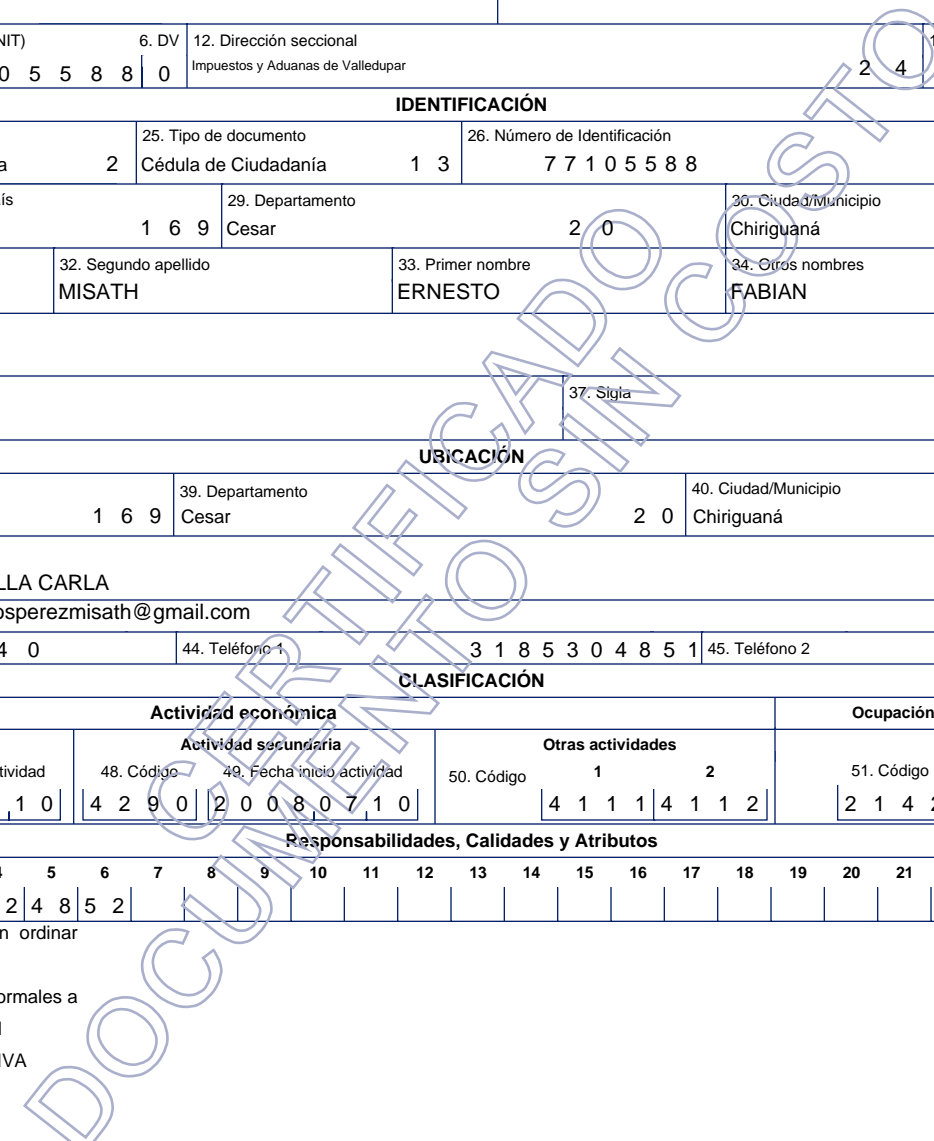 NIT) 6. DV 12. Dirección seccional
0 5 5 8 8 0 Impuestos y Aduanas de Valledupar 2 4
IDENTIFICACIÓN
25. Tipo de documento 26. Número de Identificación
a 2 Cédula de Ciudadanía 1 3 7 7 1 0 5 5 8 8
ís 29. Departamento 30. Ciudad/Municipio
1 6 9 Cesar 2 0 Chiriguaná
32. Segundo apellido 33. Primer nombre 34. Otros nombres
MISATH ERNESTO FABIAN
37. Sigla
UBICACIÓN
39. Departamento 40. Ciudad/Municipio
1 6 9 Cesar 2 0 Chiriguaná
LLA CARLA
osperezmisath@gmail.com
4 0 44. Teléfono 1 3 1 8 5 3 0 4 8 5 1 45. Teléfono 2
CLASIFICACIÓN
Actividad económica Ocupación
Actividad secundaria Otras actividades
tividad 48. Código 49. Fecha inicio actividad 50. Código 1 2 51. Código
1 0 4 2 9 0 2 0 0 8 0 7 1 0 4 1 1 1 4 1 1 2 2 1 4 2
Responsabilidades, Calidades y Atributos
5 6 7 8 9 10 11 12 13 14 15 16 17 18 19 20 21
2 4 8 5 2
n ordinar
ormales a
IVA
CERTIFICADO
DOCUMENTO SIN COSTO